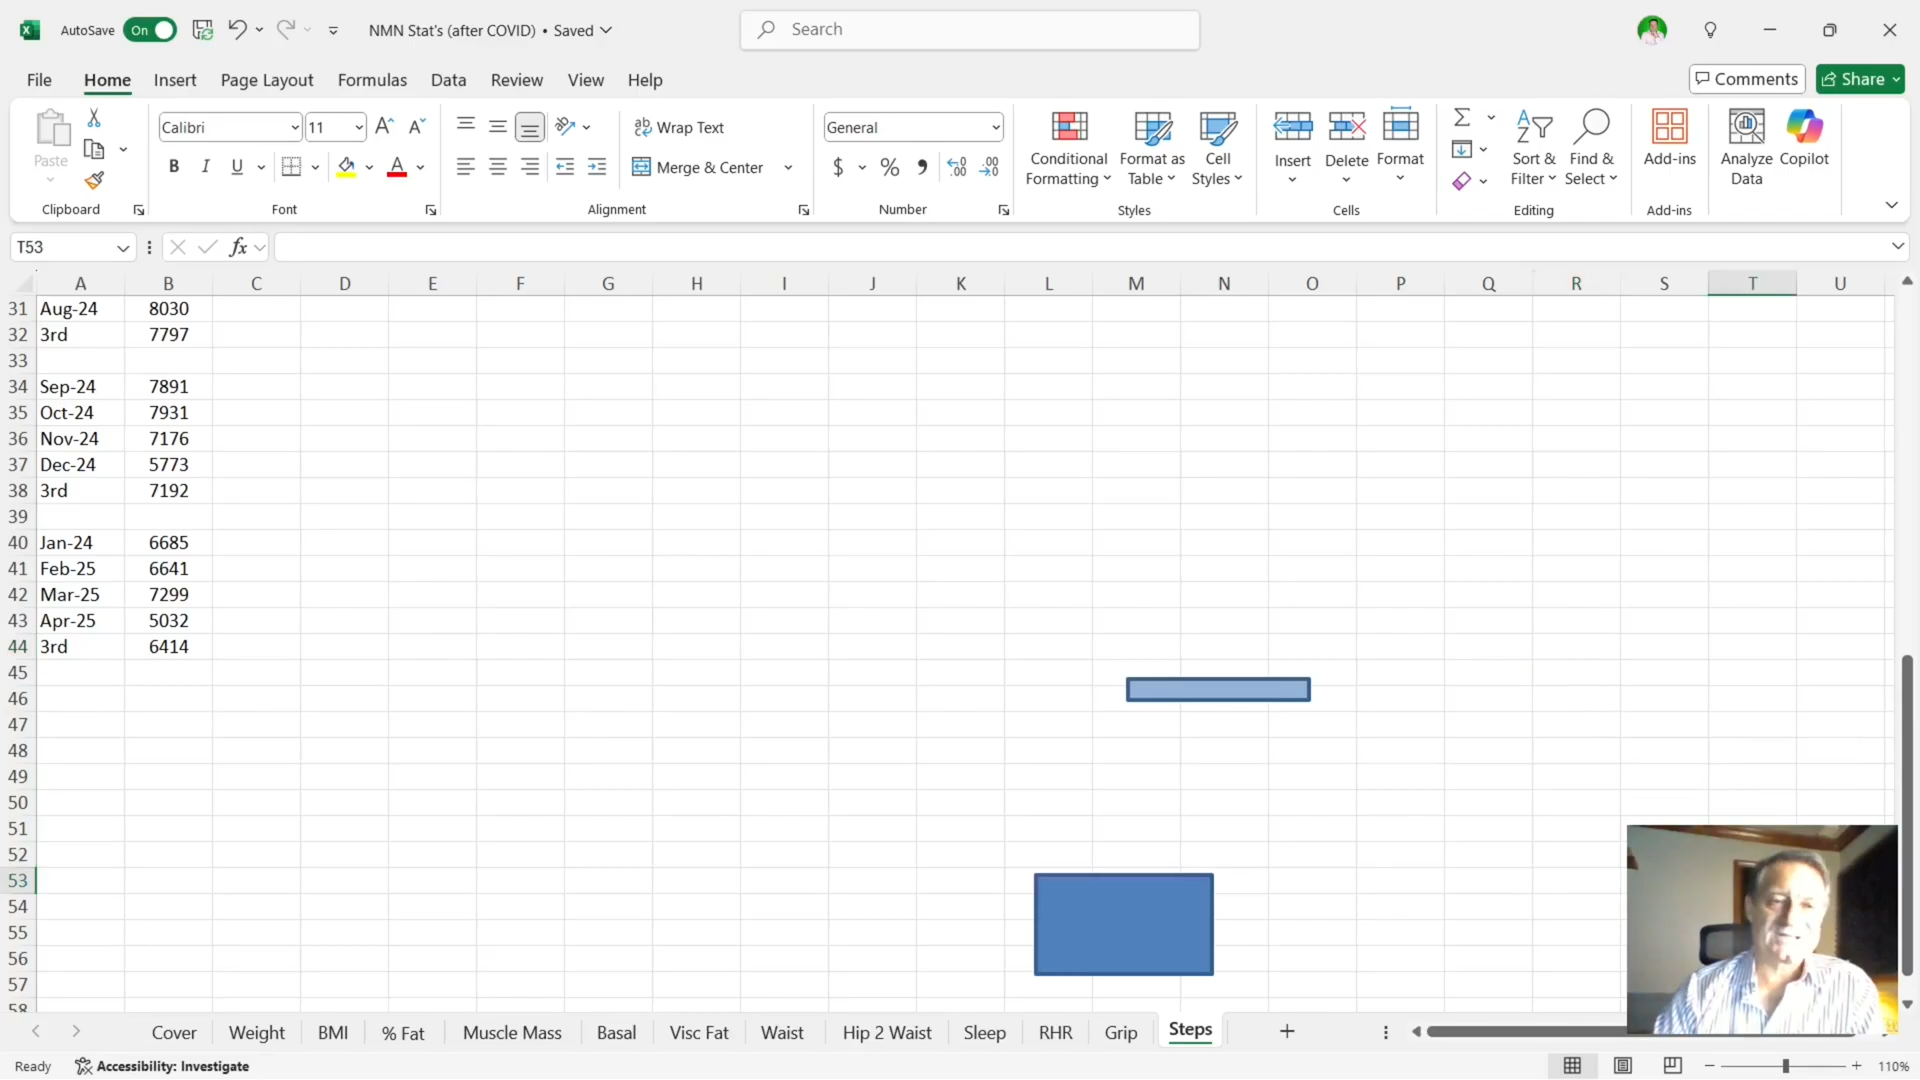 AutoSave On NMN Stat's (after COVID) • Saved Search
File Home Insert Page Layout Formulas Data Review View Help Comments Share
Paste Calibri 11 Wrap Text General Conditional Formatting Format as Table Cell Styles Insert Delete Format Sort & Filter Find & Select Add-ins Analyze Data Copilot
B I U A Merge & Center $ %
Clipboard Font Alignment Number Styles Cells Editing Add-ins
T53 fx
A B C D E F G H I J K L M N O P Q R S T U
31 Aug-24 8030
32 3rd 7797
33
34 Sep-24 7891
35 Oct-24 7931
36 Nov-24 7176
37 Dec-24 5773
38 3rd 7192
39
40 Jan-24 6685
41 Feb-25 6641
42 Mar-25 7299
43 Apr-25 5032
44 3rd 6414
45
46
47
48
49
50
51
52
53
54
55
56
57
58
Cover Weight BMI % Fat Muscle Mass Basal Visc Fat Waist Hip 2 Waist Sleep RHR Grip Steps
Ready Accessibility: Investigate 110%